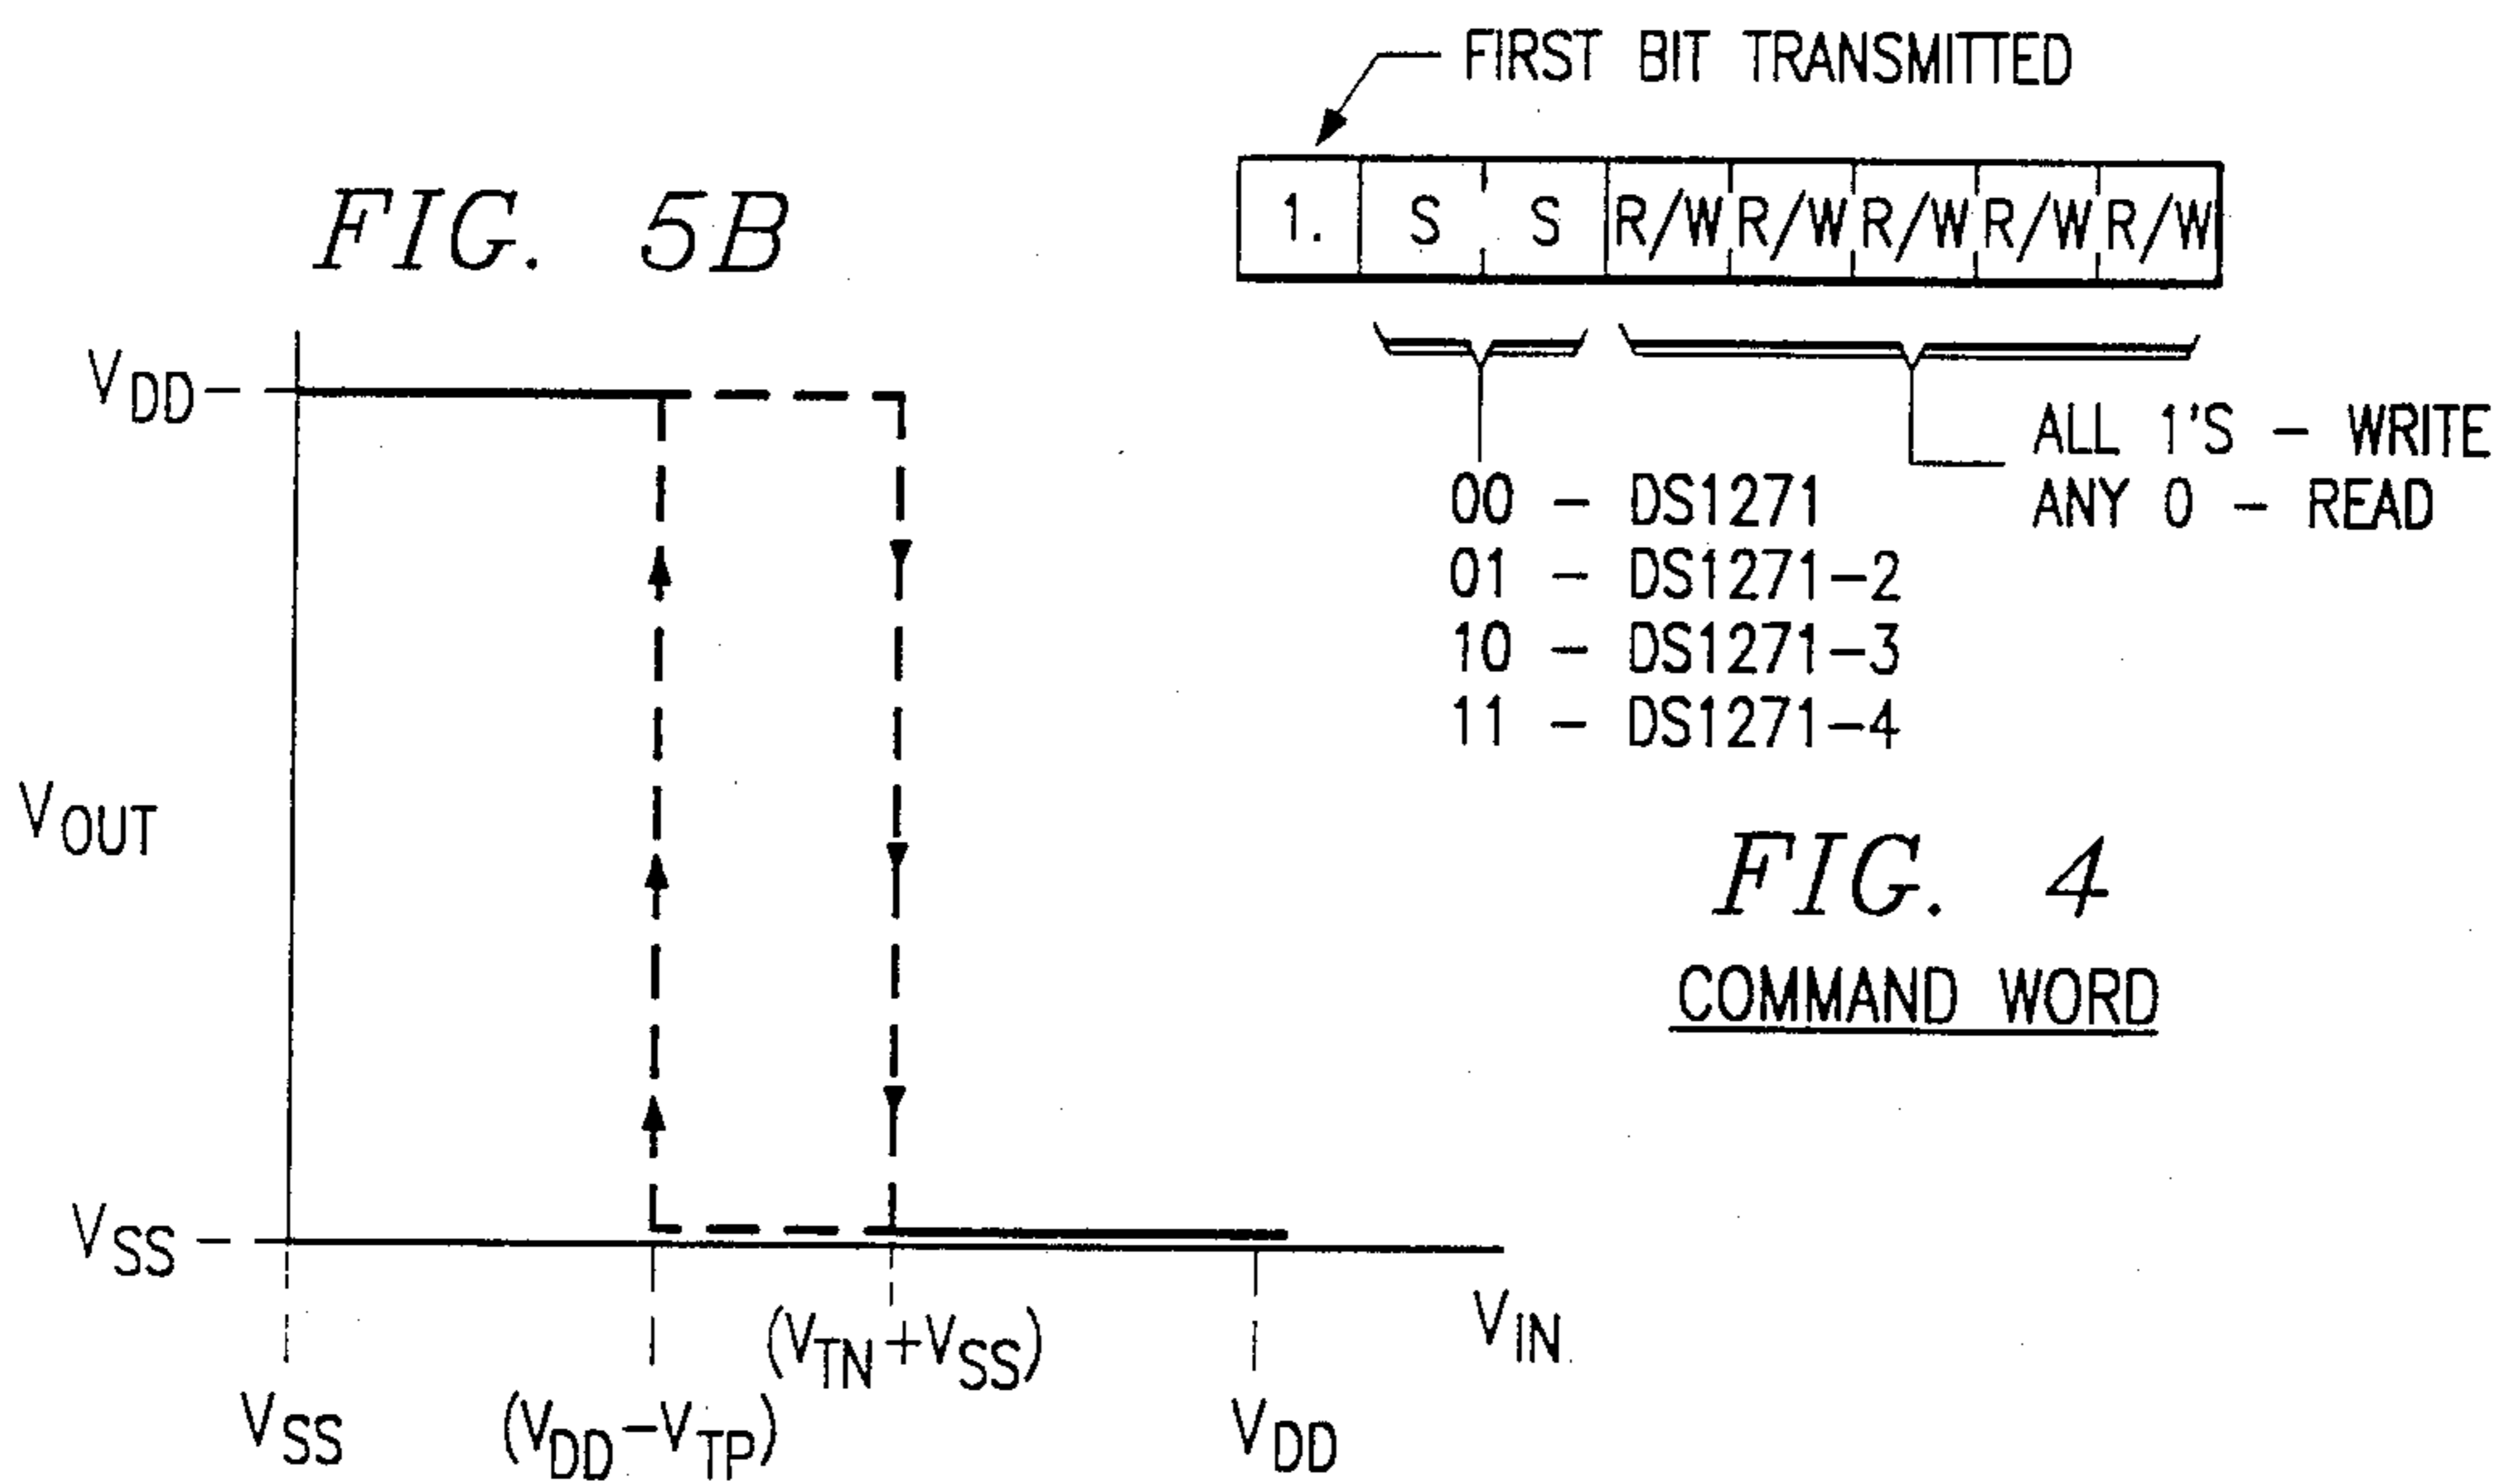 FIRST BIT TRANSMITTED
1. S S R/W R/W R/W R/W R/W
ALL 1'S – WRITE
ANY 0 – READ
00 – DS1271
01 – DS1271–2
10 – DS1271–3
11 – DS1271–4
FIG. 4
COMMAND WORD
FIG. 5B
VDD
VOUT
VSS
VSS
(VDD–VTP)
(VTN+VSS)
VDD
VIN